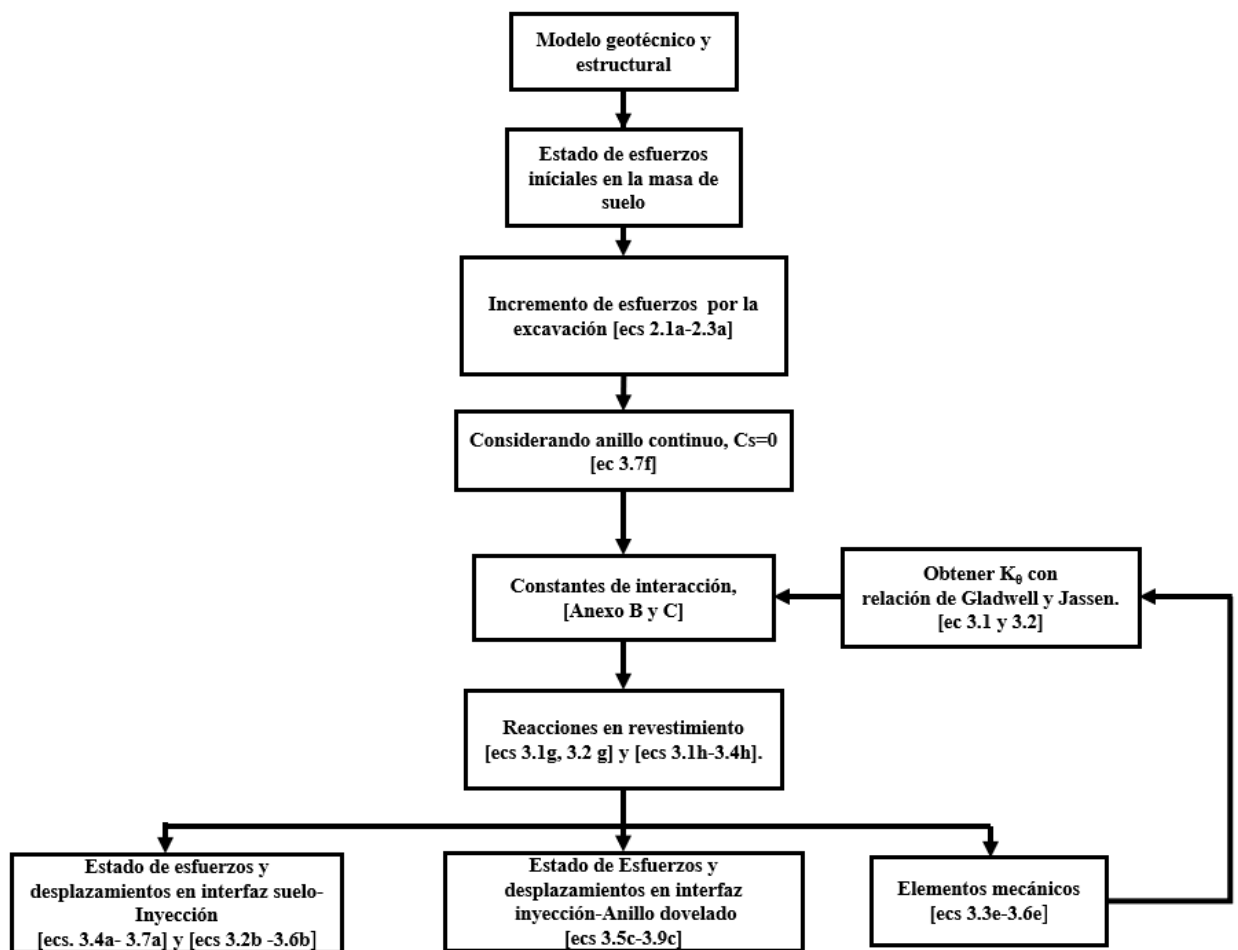 Modelo geotécnico y
estructural
Estado de esfuerzos
iníciales en la masa de
suelo
Incremento de esfuerzos por la
excavación [ecs 2.1a-2.3a]
Considerando anillo continuo, Cs=0
[ec 3.7f]
Constantes de interacción,
[Anexo B y C]
Obtener Kθ con
relación de Gladwell y Jassen.
[ec 3.1 y 3.2]
Reacciones en revestimiento
[ecs 3.1g, 3.2 g] y [ecs 3.1h-3.4h].
Estado de esfuerzos y
desplazamientos en interfaz suelo-
Inyección
[ecs. 3.4a- 3.7a] y [ecs 3.2b -3.6b]
Estado de Esfuerzos y
desplazamientos en interfaz
inyección-Anillo dovelado
[ecs 3.5c-3.9c]
Elementos mecánicos
[ecs 3.3e-3.6e]